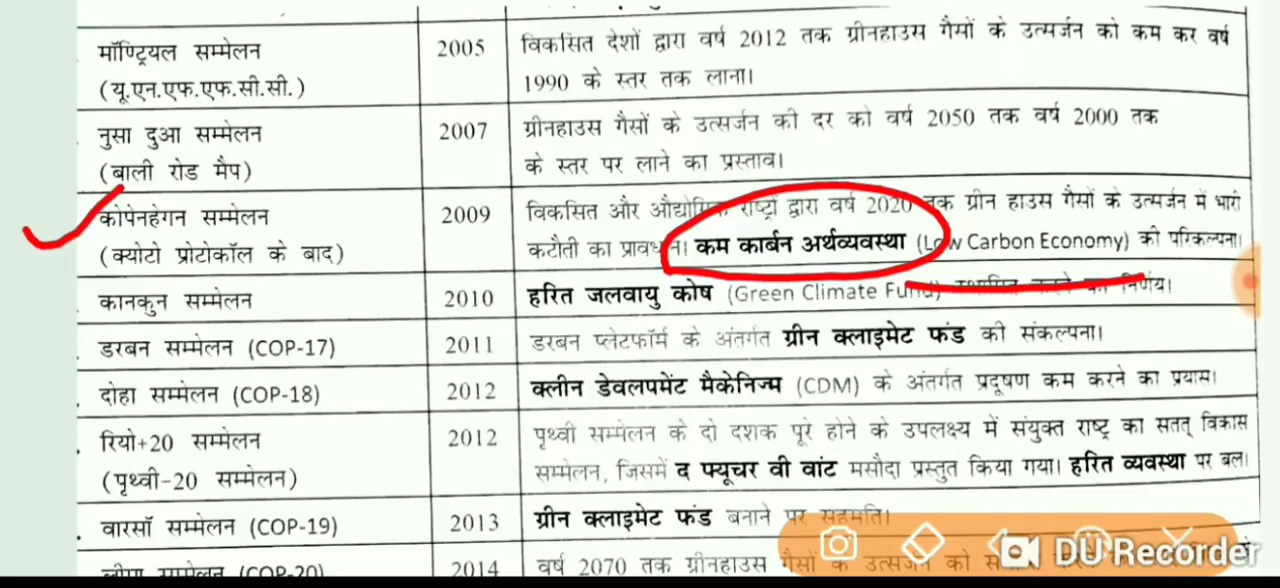 मॉण्ट्रियल सम्मेलन 2005 विकसित देशों द्वारा वर्ष 2012 तक ग्रीनहाउस गैसों के उत्सर्जन को कम कर वर्ष
(यू.एन.एफ.एफ.सी.सी.) 1990 के स्तर तक लाना।
नुसा दुआ सम्मेलन 2007 ग्रीनहाउस गैसों के उत्सर्जन की दर को वर्ष 2050 तक वर्ष 2000 तक
(बाली रोड मैप) के स्तर पर लाने का प्रस्ताव।
कोपेनहेगन सम्मेलन 2009 विकसित और औद्योगिक राष्ट्रों द्वारा वर्ष 2020 तक ग्रीन हाउस गैसों के उत्सर्जन में भारी
(क्योटो प्रोटोकॉल के बाद) कटौती का प्रावधान। कम कार्बन अर्थव्यवस्था (Low Carbon Economy) की परिकल्पना।
कानकुन सम्मेलन 2010 हरित जलवायु कोष (Green Climate Fund) स्थापित करने का निर्णय।
डरबन सम्मेलन (COP-17) 2011 डरबन प्लेटफॉर्म के अंतर्गत ग्रीन क्लाइमेट फंड की संकल्पना।
दोहा सम्मेलन (COP-18) 2012 क्लीन डेवलपमेंट मैकेनिज्म (CDM) के अंतर्गत प्रदूषण कम करने का प्रयास।
रियो+20 सम्मेलन 2012 पृथ्वी सम्मेलन के दो दशक पूरे होने के उपलक्ष्य में संयुक्त राष्ट्र का सतत् विकास
(पृथ्वी-20 सम्मेलन) सम्मेलन, जिसमें द फ्यूचर वी वांट मसौदा प्रस्तुत किया गया। हरित व्यवस्था पर बल।
वारसॉ सम्मेलन (COP-19) 2013 ग्रीन क्लाइमेट फंड बनाने पर सहमति।
(COP-20) 2014 वर्ष 2070 तक ग्रीनहाउस गैसों के उत्सर्जन को
DU Recorder